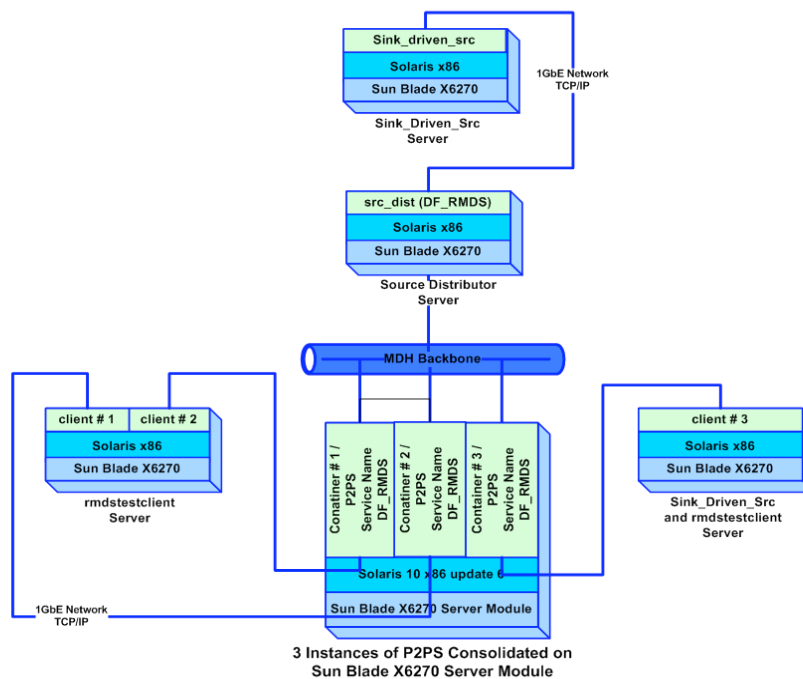 Sink_driven_src
Solaris x86
Sun Blade X6270
Sink_Driven_Src
Server
1GbE Network
TCP/IP
src_dist (DF_RMDS)
Solaris x86
Sun Blade X6270
Source Distributor
Server
MDH Backbone
client # 1
client # 2
Solaris x86
Sun Blade X6270
rmdstestclient
Server
client # 3
Solaris x86
Sun Blade X6270
Sink_Driven_Src
and rmdstestclient
Server
Conatiner # 1 /
P2PS
Service Name
DF_RMDS
Conatiner # 2 /
P2PS
Service Name
DF_RMDS
Container # 3 /
P2PS
Service Name
DF_RMDS
Solaris 10 x86 update 6
Sun Blade X6270 Server Module
1GbE Network
TCP/IP
3 Instances of P2PS Consolidated on
Sun Blade X6270 Server Module